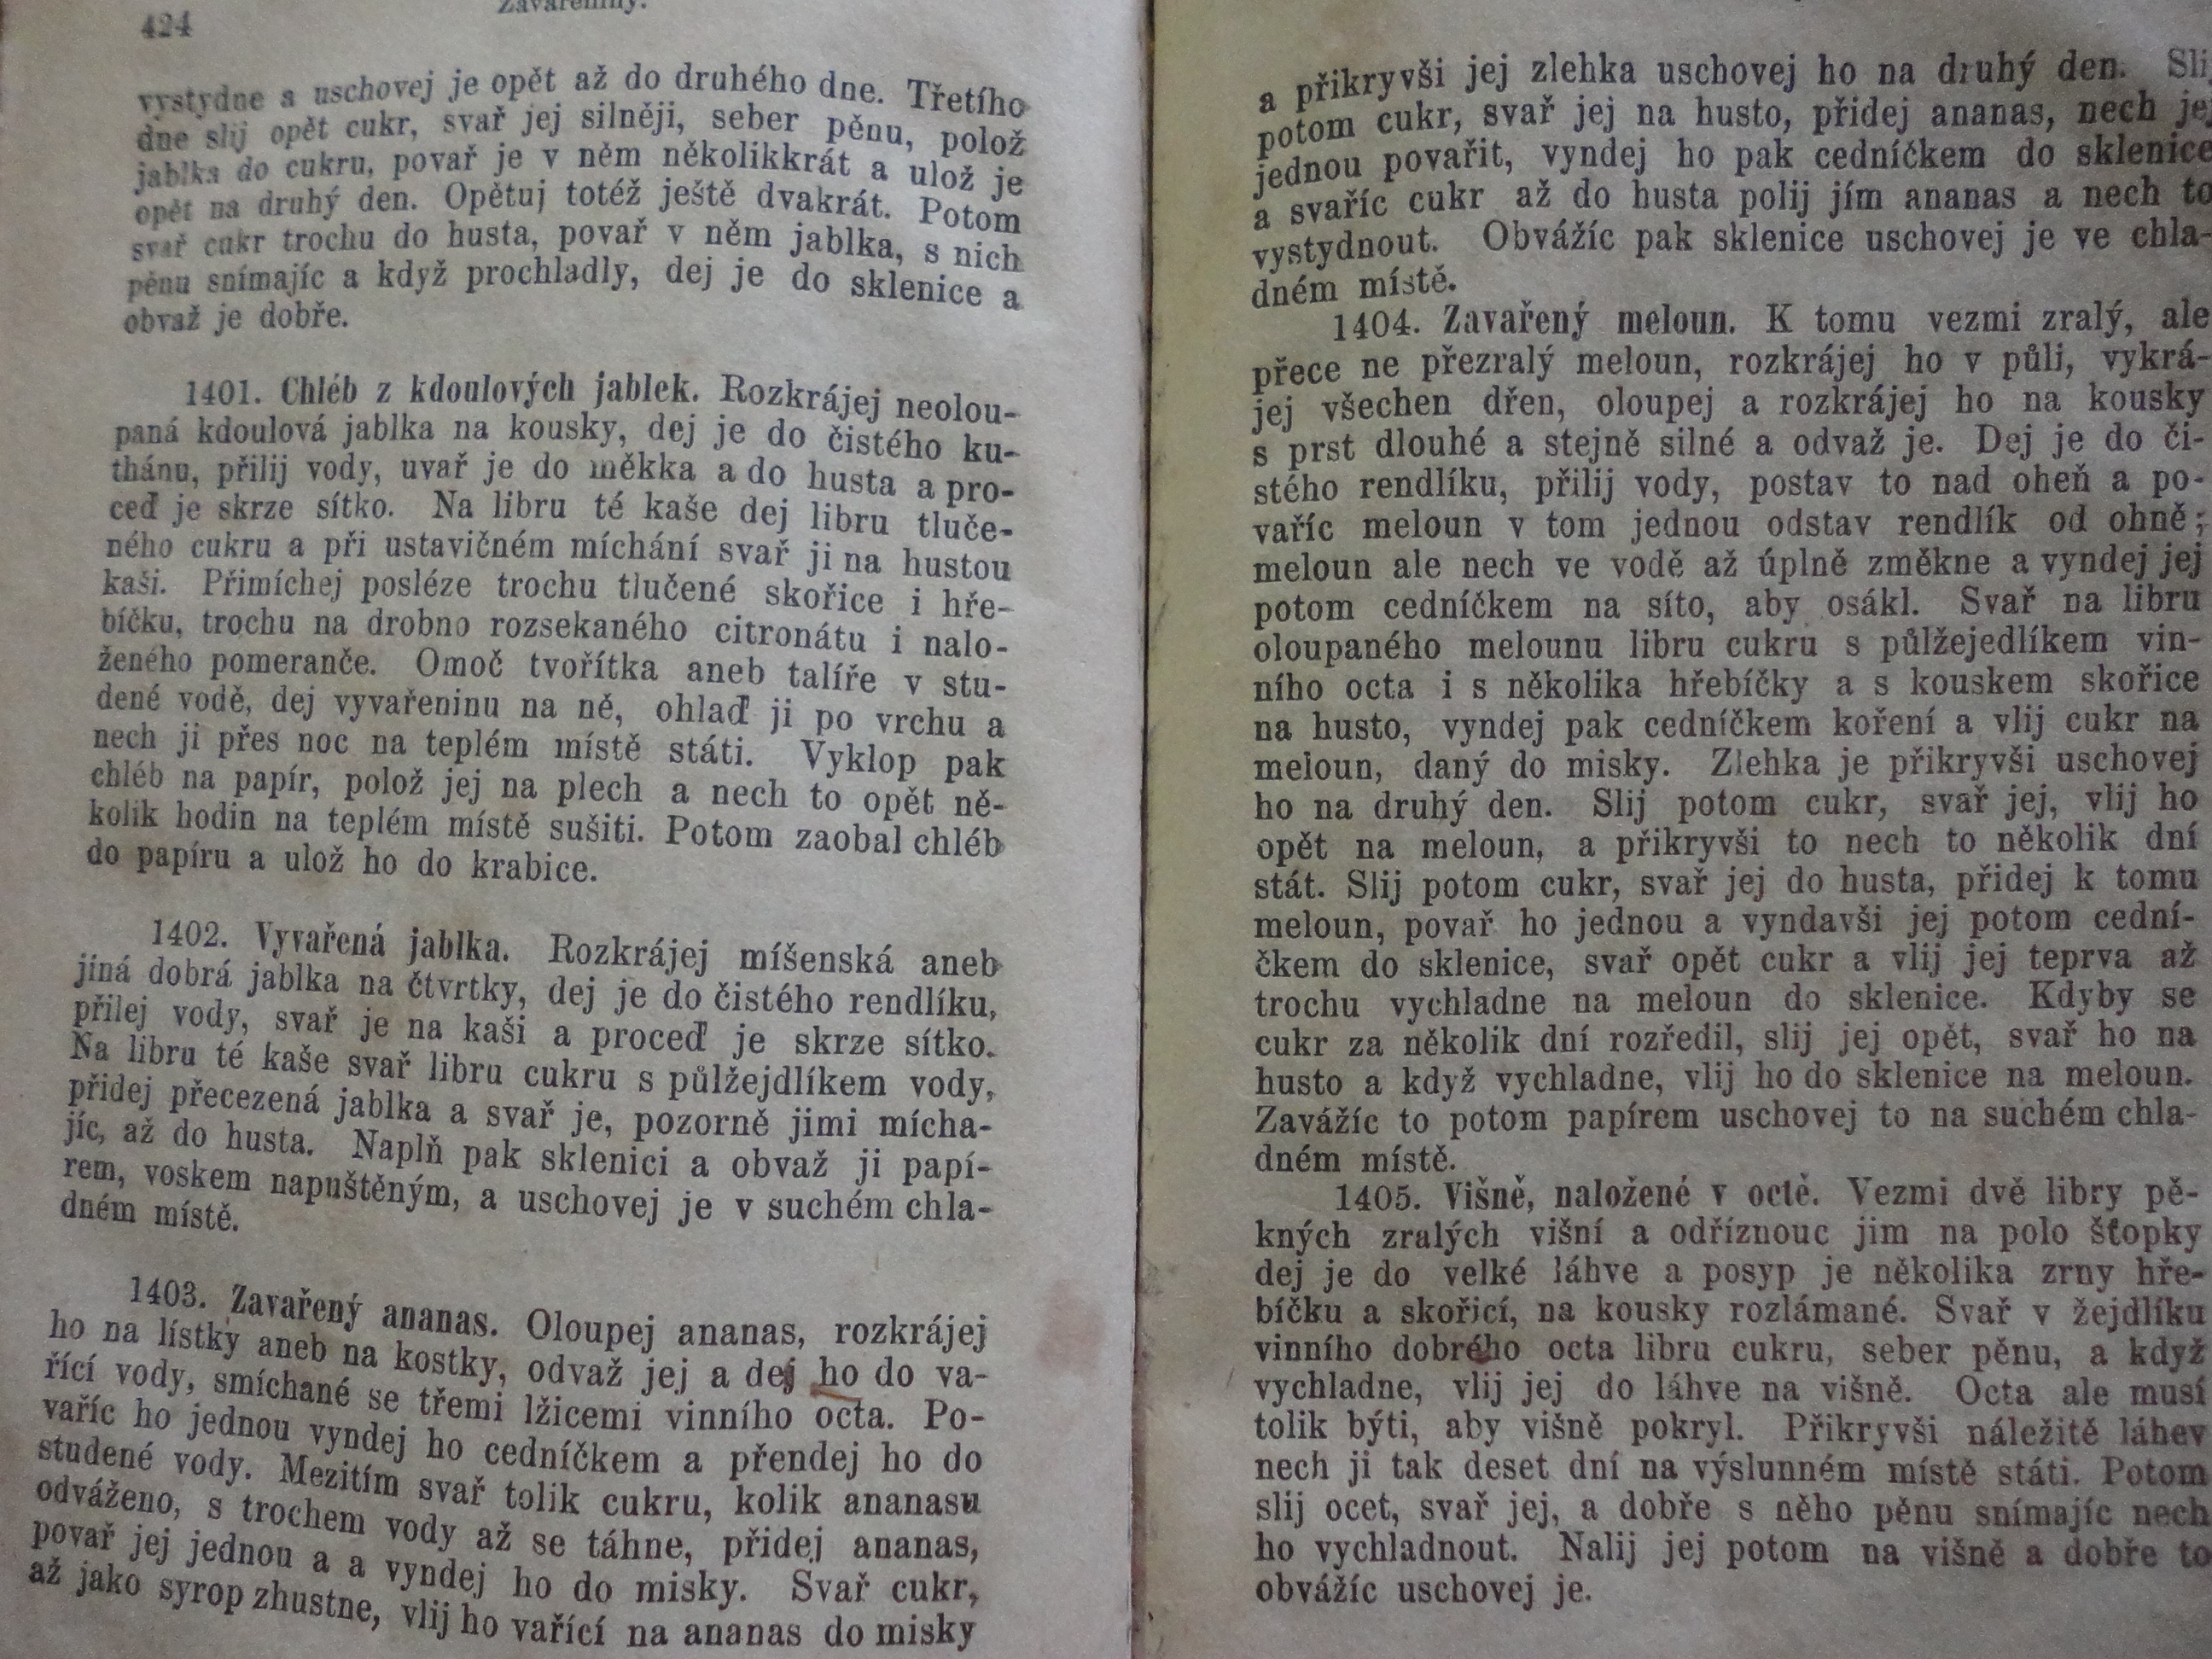 424
Zavařeniny.
vystydne a uschovej je opět až do druhého dne. Třetího
dne slij opět cukr, svař jej silněji, seber pěnu, polož
jablka do cukru, povař je v něm několikkrát a ulož je
opět na druhý den. Opětuj totéž ještě dvakrát. Potom
svař cukr trochu do husta, povař v něm jablka, s nich
pěnu snímajíc a když prochladly, dej je do sklenice a
obvaž je dobře.
1401. Chléb z kdoulových jablek. Rozkrájej neolou-
paná kdoulová jablka na kousky, dej je do čistého ku-
thánu, přilij vody, uvař je do měkka a do husta a pro-
ceď je skrze sítko. Na libru té kaše dej libru tluče-
ného cukru a při ustavičném míchání svař ji na hustou
kaši. Přimíchej posléze trochu tlučené skořice i hře-
bíčku, trochu na drobno rozsekaného citronátu i nalo-
ženého pomeranče. Omoč tvořítka aneb talíře v stu-
dené vodě, dej vyvařeninu na ně, ohlaď ji po vrchu a
nech ji přes noc na teplém místě státi. Vyklop pak
chléb na papír, polož jej na plech a nech to opět ně-
kolik hodin na teplém místě sušiti. Potom zaobal chléb
do papíru a ulož ho do krabice.
1402. Vyvařená jablka. Rozkrájej míšenská aneb
jiná dobrá jablka na čtvrtky, dej je do čistého rendlíku,
přilej vody, svař je na kaši a proceď je skrze sítko.
Na libru té kaše svař libru cukru s půlžejdlíkem vody,
přidej přecezená jablka a svař je, pozorně jimi mícha-
jíc, až do husta. Naplň pak sklenici a obvaž ji papí-
rem, voskem napuštěným, a uschovej je v suchém chla-
dném místě.
1403. Zavařený ananas. Oloupej ananas, rozkrájej
ho na lístky aneb na kostky, odvaž jej a dej ho do va-
řící vody, smíchané se třemi lžicemi vinního octa. Po-
vaříc ho jednou vyndej ho cedníčkem a přendej ho do
studené vody. Mezitím svař tolik cukru, kolik ananasu
odváženo, s trochem vody až se táhne, přidej ananas,
povař jej jednou a a vyndej ho do misky. Svař cukr,
až jako syrop zhustne, vlij ho vařící na ananas do misky
a přikryvši jej zlehka uschovej ho na druhý den. Slij
potom cukr, svař jej na husto, přidej ananas, nech jej
jednou povařit, vyndej ho pak cedníčkem do sklenice
a svaříc cukr až do husta polij jím ananas a nech to
vystydnout. Obvážíc pak sklenice uschovej je ve chla-
dném místě.
1404. Zavařený meloun. K tomu vezmi zralý, ale
přece ne přezralý meloun, rozkrájej ho v půli, vykrá-
jej všechen dřen, oloupej a rozkrájej ho na kousky
s prst dlouhé a stejně silné a odvaž je. Dej je do či-
stého rendlíku, přilij vody, postav to nad oheň a po-
vaříc meloun v tom jednou odstav rendlík od ohně;
meloun ale nech ve vodě až úplně změkne a vyndej jej
potom cedníčkem na síto, aby osákl. Svař na libru
oloupaného melounu libru cukru s půlžejedlíkem vin-
ního octa i s několika hřebíčky a s kouskem skořice
na husto, vyndej pak cedníčkem koření a vlij cukr na
meloun, daný do misky. Zlehka je přikryvši uschovej
ho na druhý den. Slij potom cukr, svař jej, vlij ho
opět na meloun, a přikryvši to nech to několik dní
stát. Slij potom cukr, svař jej do husta, přidej k tomu
meloun, povař ho jednou a vyndavši jej potom cední-
čkem do sklenice, svař opět cukr a vlij jej teprva až
trochu vychladne na meloun do sklenice. Kdyby se
cukr za několik dní rozředil, slij jej opět, svař ho na
husto a když vychladne, vlij ho do sklenice na meloun.
Zavážíc to potom papírem uschovej to na suchém chla-
dném místě.
1405. Višně, naložené v octě. Vezmi dvě libry pě-
kných zralých višní a odříznouc jim na polo štopky
dej je do velké láhve a posyp je několika zrny hře-
bíčku a skořicí, na kousky rozlámané. Svař v žejdlíku
vinního dobrého octa libru cukru, seber pěnu, a když
vychladne, vlij jej do láhve na višně. Octa ale musí
tolik býti, aby višně pokryl. Přikryvši náležitě láhev
nech ji tak deset dní na výslunném místě státi. Potom
slij ocet, svař jej, a dobře s něho pěnu snímajíc nech
ho vychladnout. Nalij jej potom na višně a dobře to
obvážíc uschovej je.